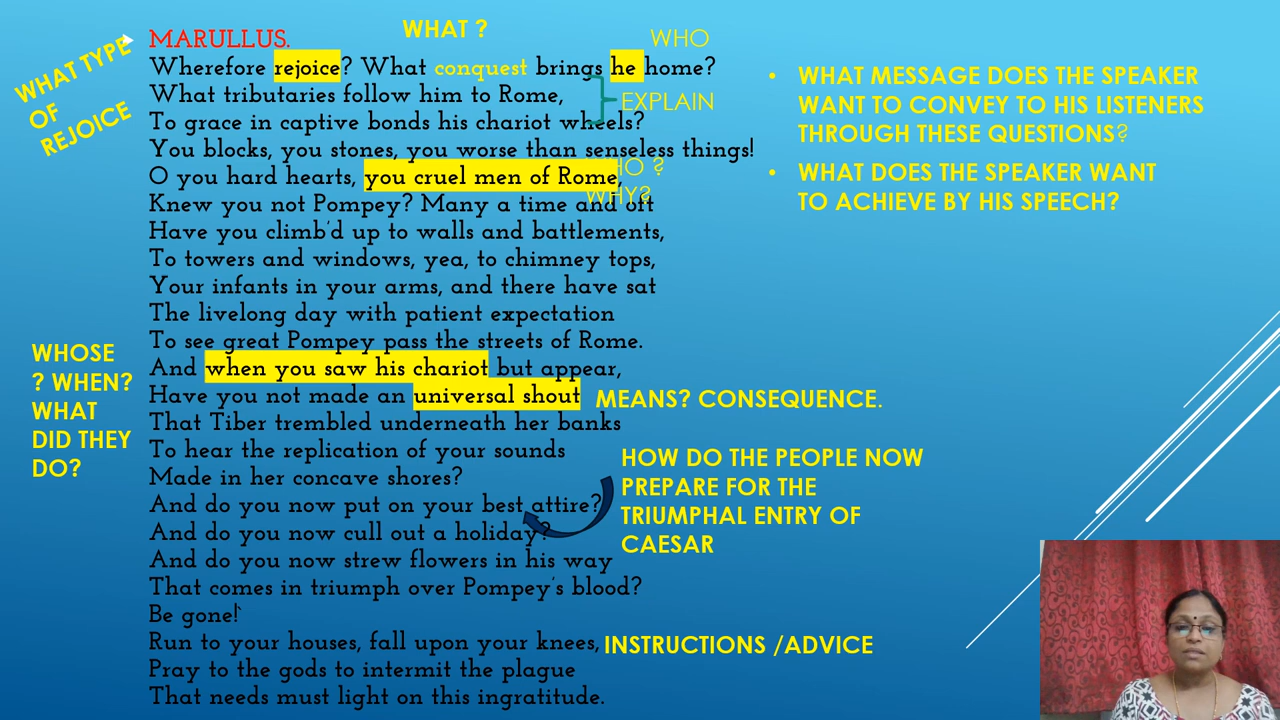 WHAT ?
MARULLUS.
WHO
WHAT TYPE
OF
REJOICE
Wherefore rejoice? What conquest brings he home?
What tributaries follow him to Rome,
EXPLAIN
To grace in captive bonds his chariot wheels?
You blocks, you stones, you worse than senseless things!
O you hard hearts, you cruel men of Rome,
WHO ?
WHY?
Knew you not Pompey? Many a time and oft
Have you climb'd up to walls and battlements,
To towers and windows, yea, to chimney tops,
Your infants in your arms, and there have sat
The livelong day with patient expectation
To see great Pompey pass the streets of Rome.
And when you saw his chariot but appear,
Have you not made an universal shout
That Tiber trembled underneath her banks
To hear the replication of your sounds
Made in her concave shores?
And do you now put on your best attire?
And do you now cull out a holiday?
And do you now strew flowers in his way
That comes in triumph over Pompey's blood?
Be gone!`
Run to your houses, fall upon your knees,
Pray to the gods to intermit the plague
That needs must light on this ingratitude.
WHOSE
? WHEN?
WHAT
DID THEY
DO?
MEANS? CONSEQUENCE.
HOW DO THE PEOPLE NOW
PREPARE FOR THE
TRIUMPHAL ENTRY OF
CAESAR
INSTRUCTIONS /ADVICE
• WHAT MESSAGE DOES THE SPEAKER
WANT TO CONVEY TO HIS LISTENERS
THROUGH THESE QUESTIONS?
• WHAT DOES THE SPEAKER WANT
TO ACHIEVE BY HIS SPEECH?